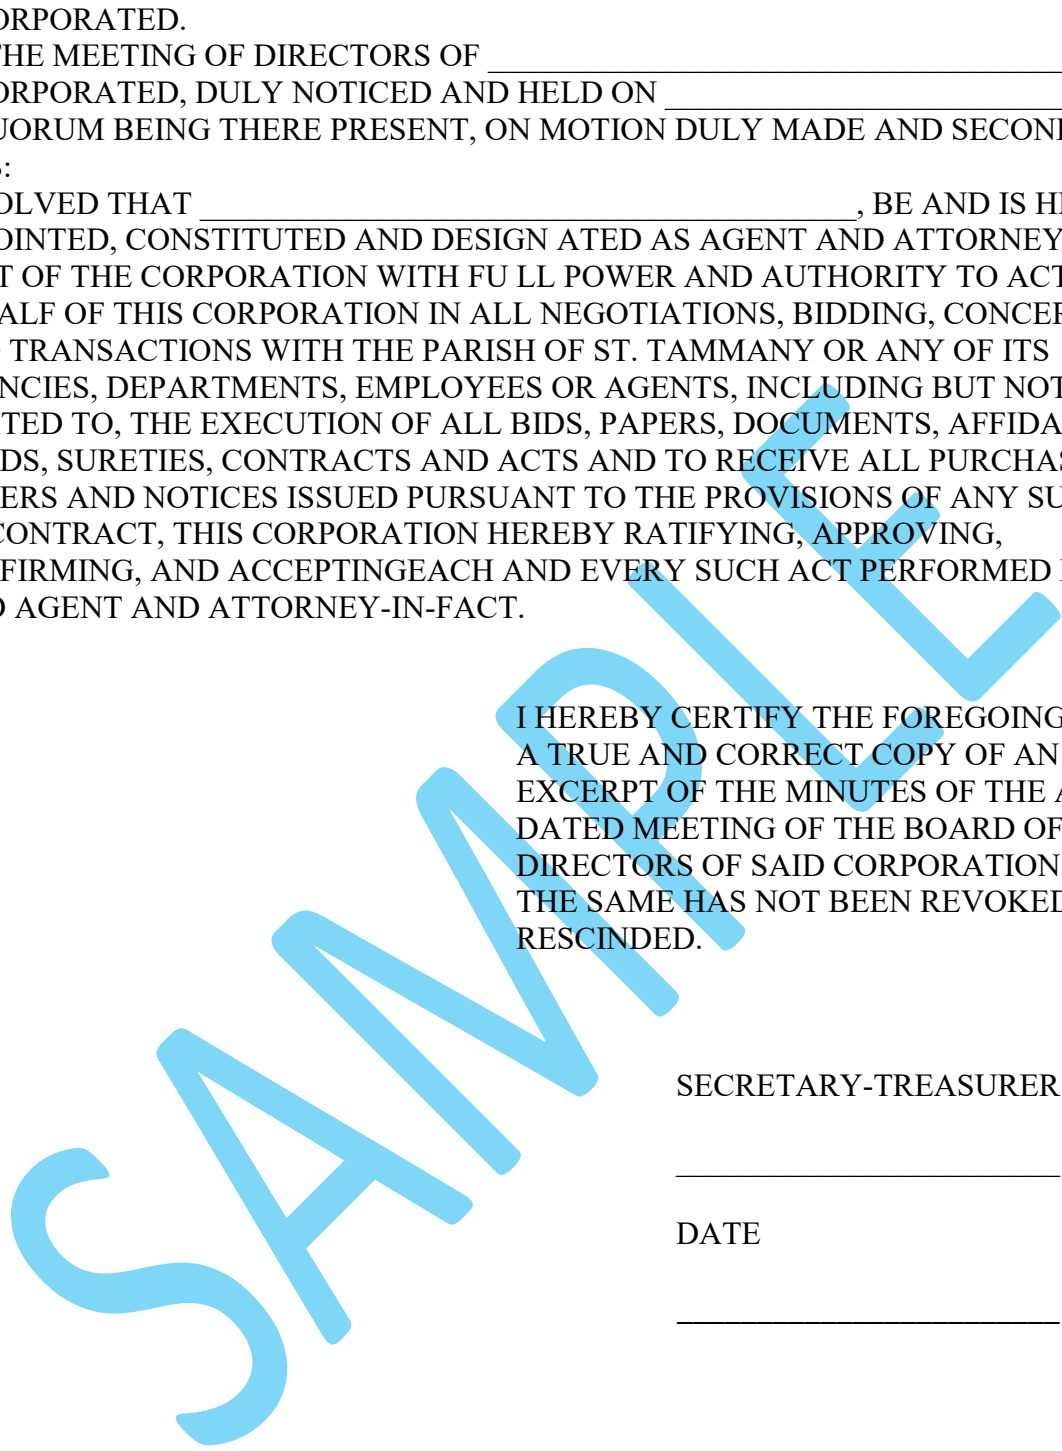 ORPORATED.
THE MEETING OF DIRECTORS OF ____________________________________
ORPORATED, DULY NOTICED AND HELD ON _________________________
UORUM BEING THERE PRESENT, ON MOTION DULY MADE AND SECON
S:
OLVED THAT _________________________________________, BE AND IS H
OINTED, CONSTITUTED AND DESIGN ATED AS AGENT AND ATTORNEY
T OF THE CORPORATION WITH FU LL POWER AND AUTHORITY TO ACT
ALF OF THIS CORPORATION IN ALL NEGOTIATIONS, BIDDING, CONCER
TRANSACTIONS WITH THE PARISH OF ST. TAMMANY OR ANY OF ITS
NCIES, DEPARTMENTS, EMPLOYEES OR AGENTS, INCLUDING BUT NOT
TED TO, THE EXECUTION OF ALL BIDS, PAPERS, DOCUMENTS, AFFIDA
DS, SURETIES, CONTRACTS AND ACTS AND TO RECEIVE ALL PURCHAS
ERS AND NOTICES ISSUED PURSUANT TO THE PROVISIONS OF ANY SU
CONTRACT, THIS CORPORATION HEREBY RATIFYING, APPROVING,
FIRMING, AND ACCEPTINGEACH AND EVERY SUCH ACT PERFORMED
D AGENT AND ATTORNEY-IN-FACT.
I HEREBY CERTIFY THE FOREGOING
A TRUE AND CORRECT COPY OF AN
EXCERPT OF THE MINUTES OF THE A
DATED MEETING OF THE BOARD OF
DIRECTORS OF SAID CORPORATION
THE SAME HAS NOT BEEN REVOKED
RESCINDED.
SECRETARY-TREASURER
________________________
DATE
________________________
SAMPLE